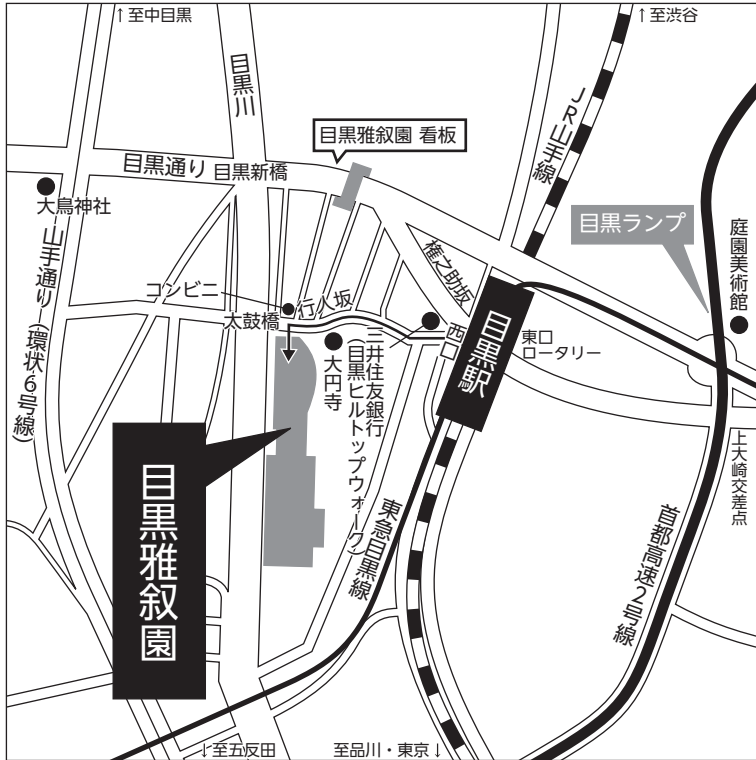 ↑至中目黒
↑至渋谷
目黒川
JR山手線
目黒雅叙園 看板
目黒通り
目黒新橋
大鳥神社
目黒ランプ
庭園美術館
山手通り(環状6号線)
権之助坂
コンビニ
行人坂
太鼓橋
西口
目黒駅
東口
ロータリー
大円寺
三井住友銀行
(目黒ヒルトップウォーク)
上大崎交差点
目黒雅叙園
東急目黒線
首都高速2号線
↓至五反田
至品川・東京↓